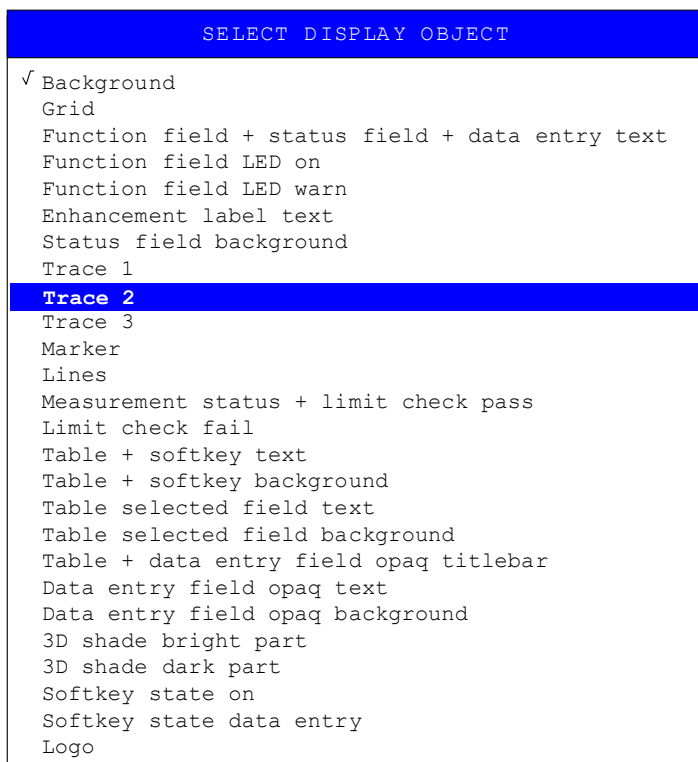 SELECT DISPLAY OBJECT
√ Background
Grid
Function field + status field + data entry text
Function field LED on
Function field LED warn
Enhancement label text
Status field background
Trace 1
Trace 2
Trace 3
Marker
Lines
Measurement status + limit check pass
Limit check fail
Table + softkey text
Table + softkey background
Table selected field text
Table selected field background
Table + data entry field opaq titlebar
Data entry field opaq text
Data entry field opaq background
3D shade bright part
3D shade dark part
Softkey state on
Softkey state data entry
Logo